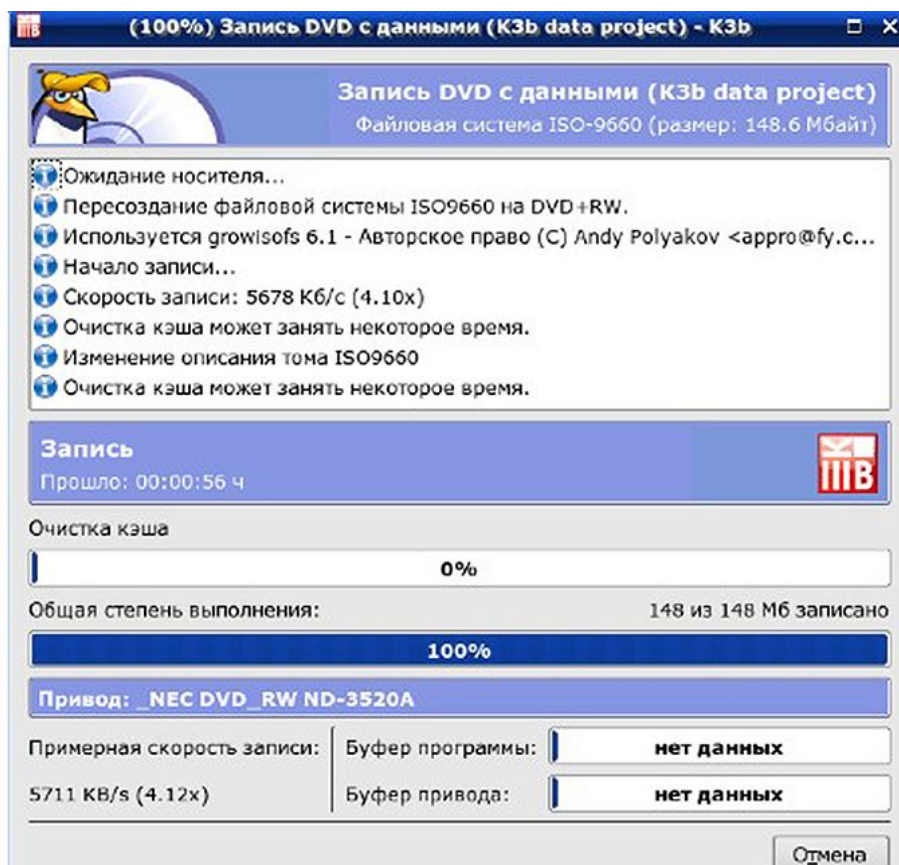 (100%) Запись DVD с данными (K3b data project) - K3b
Запись DVD с данными (K3b data project)
Файловая система ISO-9660 (размер: 148.6 Мбайт)
Ожидание носителя...
Пересоздание файловой системы ISO9660 на DVD+RW.
Используется growisofs 6.1 - Авторское право (C) Andy Polyakov <appro@fy.c...
Начало записи...
Скорость записи: 5678 Кб/с (4.10x)
Очистка кэша может занять некоторое время.
Изменение описания тома ISO9660
Очистка кэша может занять некоторое время.
Запись
Прошло: 00:00:56 ч
Очистка кэша
0%
Общая степень выполнения: 148 из 148 Мб записано
100%
Привод: _NEC DVD_RW ND-3520A
Примерная скорость записи: Буфер программы: нет данных
5711 KB/s (4.12x) Буфер привода: нет данных
Отмена